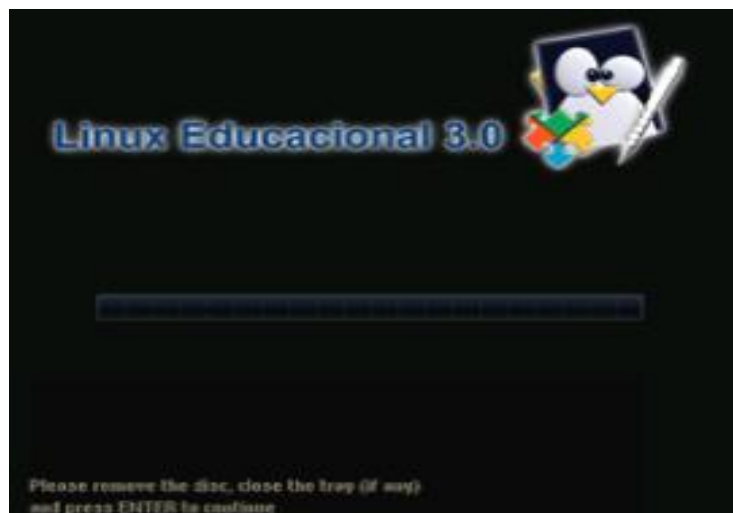 Linux Educacional 3.0
Please remove the disc, close the tray (if any)
and press ENTER to continue